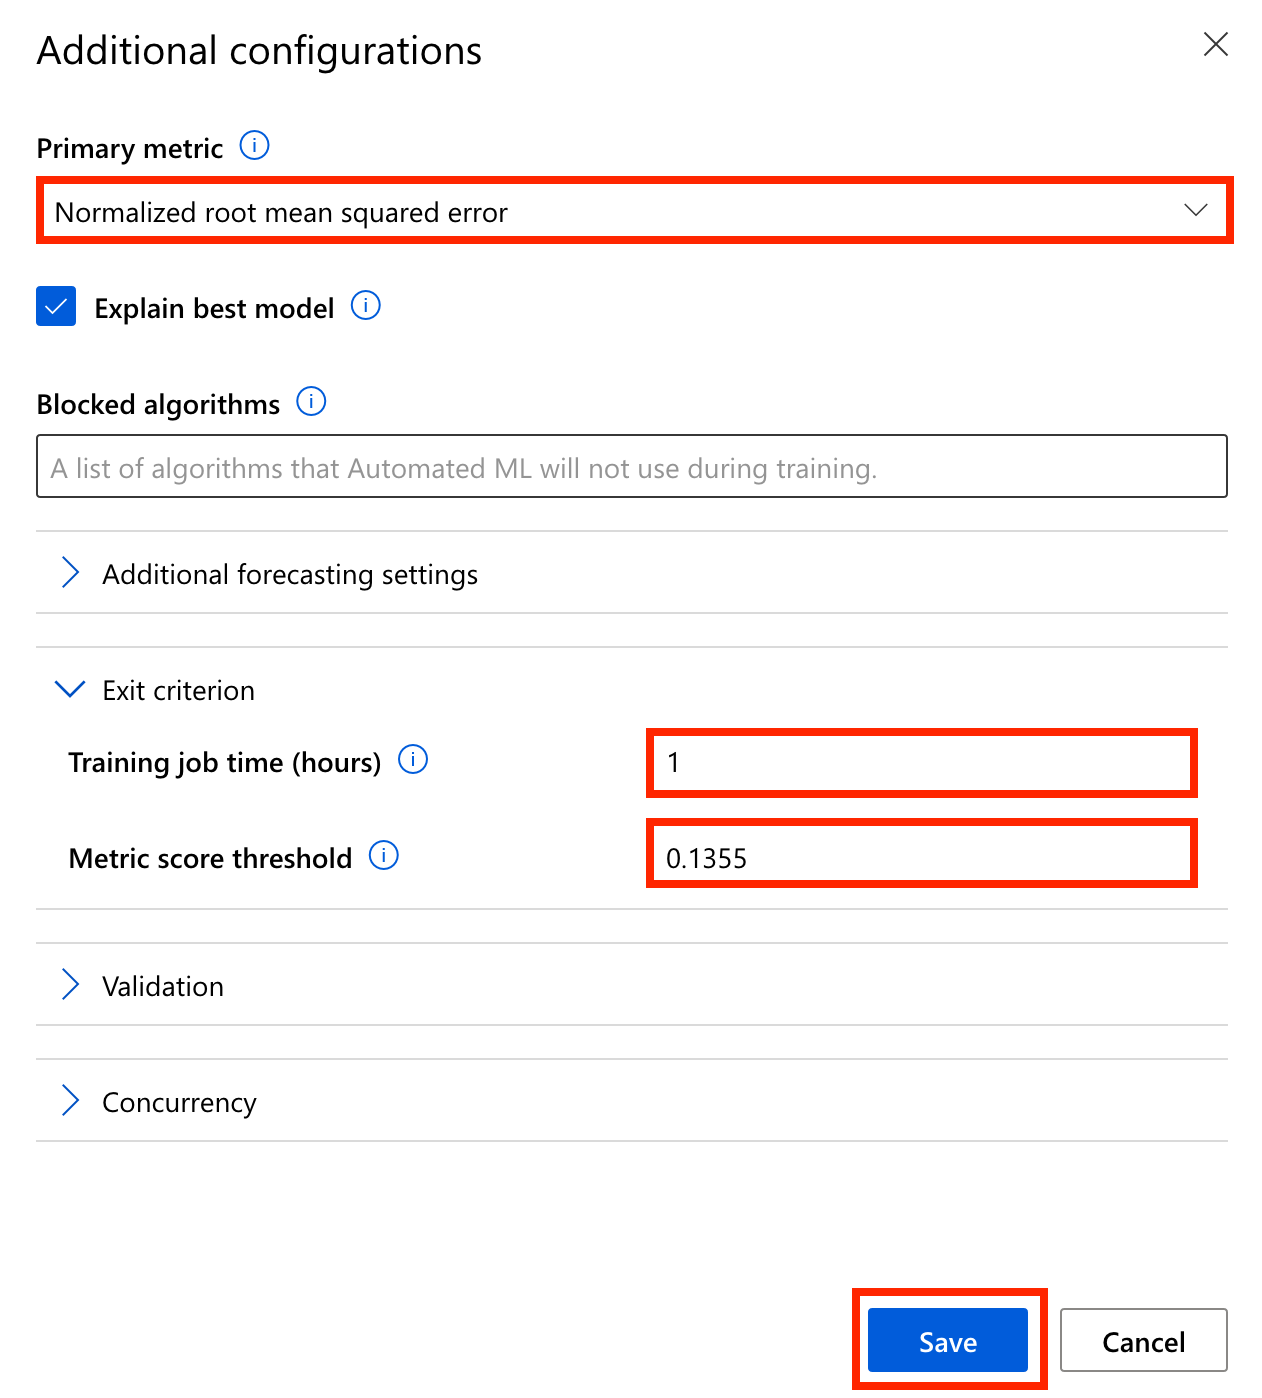 Additional configurations
Primary metric
Normalized root mean squared error
Explain best model
Blocked algorithms
A list of algorithms that Automated ML will not use during training.
Additional forecasting settings
Exit criterion
Training job time (hours)
1
Metric score threshold
0.1355
Validation
Concurrency
Save
Cancel